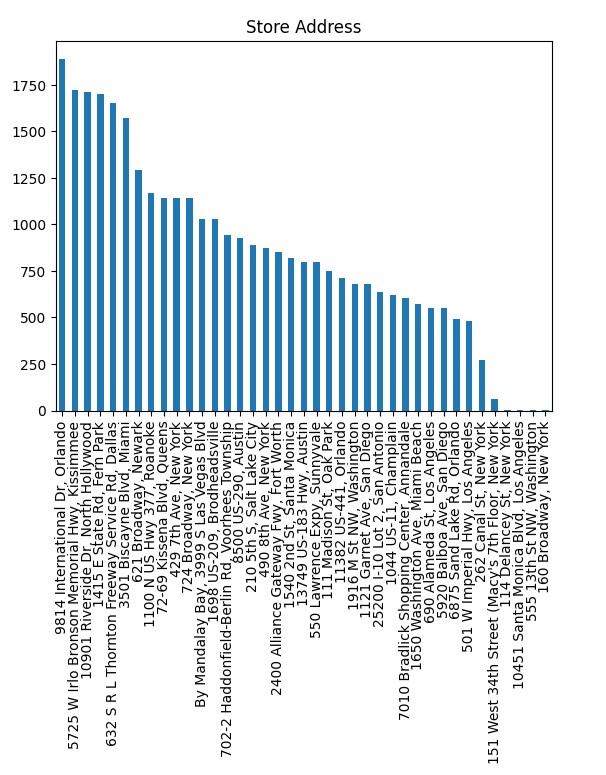 Store Address
1750
1500
1250
1000
750
500
250
0
9814 International Dr, Orlando
5725 W Irlo Bronson Memorial Hwy, Kissimmee
10901 Riverside Dr, North Hollywood
1415 E State Rd, Fern Park
632 S R L Thornton Freeway Service Rd, Dallas
3501 Biscayne Blvd, Miami
621 Broadway, Newark
1100 N US Hwy 377, Roanoke
72-69 Kissena Blvd, Queens
429 7th Ave, New York
724 Broadway, New York
By Mandalay Bay, 3999 S Las Vegas Blvd
1698 US-209, Brodheadsville
702-2 Haddonfield-Berlin Rd, Voorhees Township
8500 US-290, Austin
210 5th S, Salt Lake City
490 8th Ave, New York
2400 Alliance Gateway Fwy, Fort Worth
1540 2nd St, Santa Monica
13749 US-183 Hwy, Austin
550 Lawrence Expy, Sunnyvale
111 Madison St, Oak Park
11382 US-441, Orlando
1916 M St NW, Washington
1121 Garnet Ave, San Diego
25200 I-10 Lot 2, San Antonio
1044 US-11, Champlain
7010 Bradlick Shopping Center, Annandale
1650 Washington Ave, Miami Beach
690 Alameda St, Los Angeles
5920 Balboa Ave, San Diego
6875 Sand Lake Rd, Orlando
501 W Imperial Hwy, Los Angeles
262 Canal St, New York
151 West 34th Street (Macy's 7th Floor, New York
114 Delancey St, New York
10451 Santa Monica Blvd, Los Angeles
555 13th St NW, Washington
160 Broadway, New York